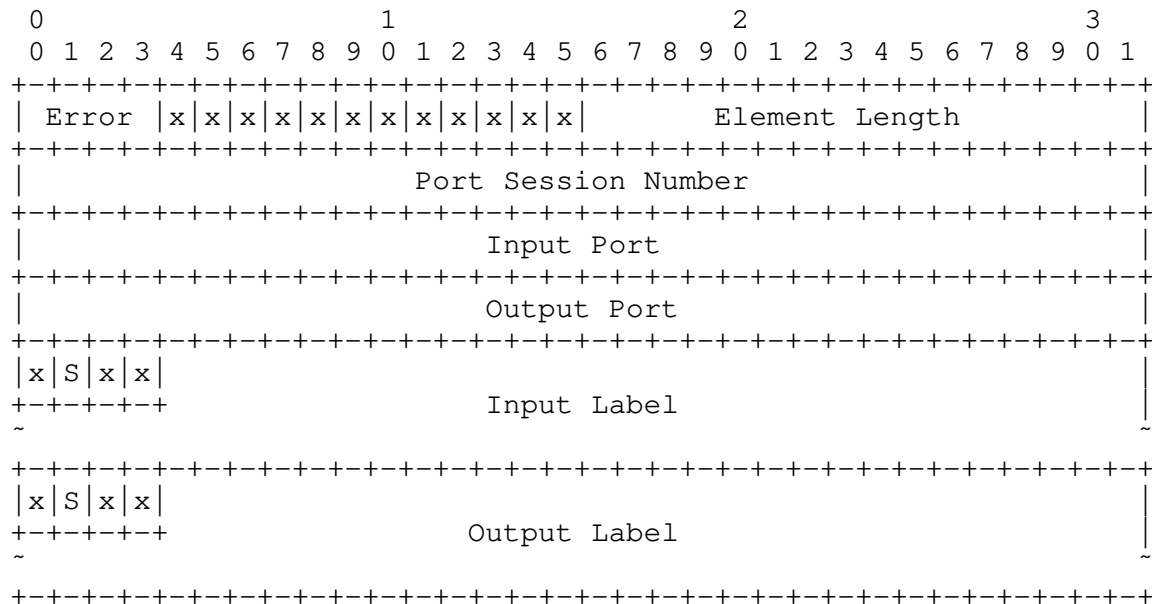 0                   1                   2                   3
 0 1 2 3 4 5 6 7 8 9 0 1 2 3 4 5 6 7 8 9 0 1 2 3 4 5 6 7 8 9 0 1
+-+-+-+-+-+-+-+-+-+-+-+-+-+-+-+-+-+-+-+-+-+-+-+-+-+-+-+-+-+-+-+-+
| Error |x|x|x|x|x|x|x|x|x|x|x|x|       Element Length          |
+-+-+-+-+-+-+-+-+-+-+-+-+-+-+-+-+-+-+-+-+-+-+-+-+-+-+-+-+-+-+-+-+
|                      Port Session Number                      |
+-+-+-+-+-+-+-+-+-+-+-+-+-+-+-+-+-+-+-+-+-+-+-+-+-+-+-+-+-+-+-+-+
|                          Input Port                           |
+-+-+-+-+-+-+-+-+-+-+-+-+-+-+-+-+-+-+-+-+-+-+-+-+-+-+-+-+-+-+-+-+
|                          Output Port                          |
+-+-+-+-+-+-+-+-+-+-+-+-+-+-+-+-+-+-+-+-+-+-+-+-+-+-+-+-+-+-+-+-+
|x|S|x|x|                                                       |
+-+-+-+-+                  Input Label                          |
~                                                               ~
+-+-+-+-+-+-+-+-+-+-+-+-+-+-+-+-+-+-+-+-+-+-+-+-+-+-+-+-+-+-+-+-+
|x|S|x|x|                                                       |
+-+-+-+-+                 Output Label                          |
~                                                               ~
+-+-+-+-+-+-+-+-+-+-+-+-+-+-+-+-+-+-+-+-+-+-+-+-+-+-+-+-+-+-+-+-+